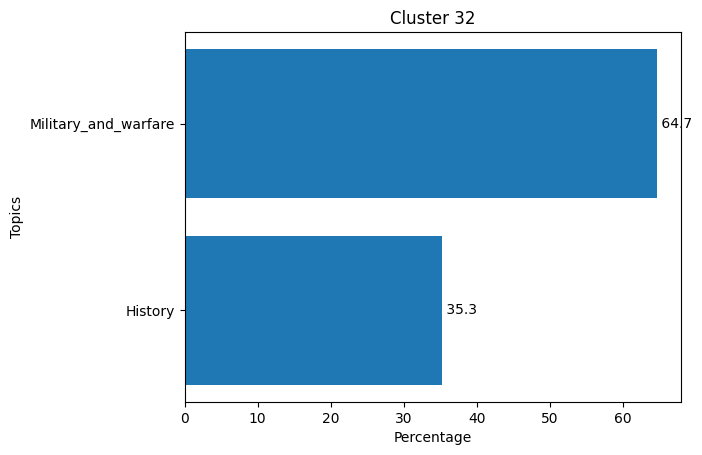 Cluster 32
Topics
Military_and_warfare
64.7
History
35.3
0 10 20 30 40 50 60
Percentage